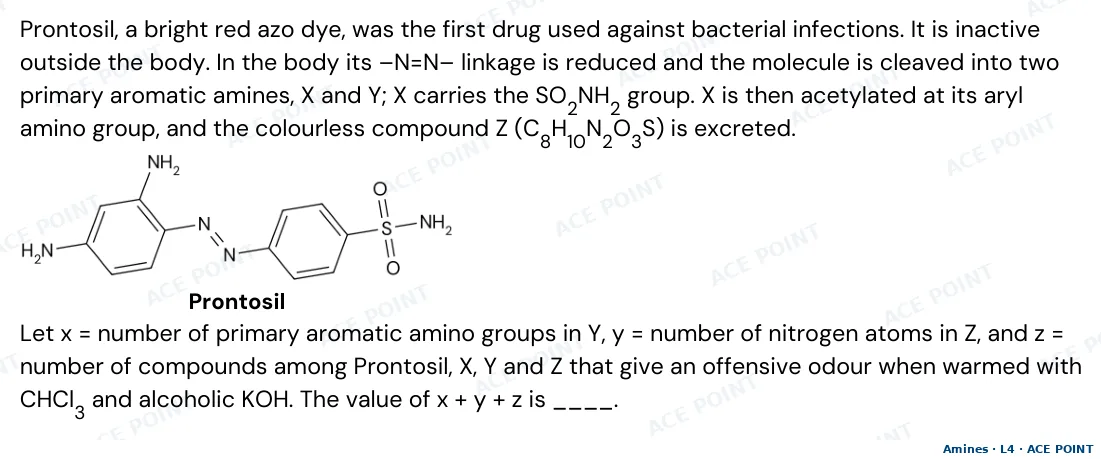 Prontosil, a bright red azo dye, was the first drug used against bacterial infections. It is inactive
outside the body. In the body its –N=N– linkage is reduced and the molecule is cleaved into two
primary aromatic amines, X and Y; X carries the SO₂NH₂ group. X is then acetylated at its aryl
amino group, and the colourless compound Z (C₈H₁₀N₂O₃S) is excreted.
NH₂
O
N
S
NH₂
H₂N
N
O
Prontosil
Let x = number of primary aromatic amino groups in Y, y = number of nitrogen atoms in Z, and z =
number of compounds among Prontosil, X, Y and Z that give an offensive odour when warmed with
CHCl₃ and alcoholic KOH. The value of x + y + z is ____.
Amines · L4 · ACE POINT